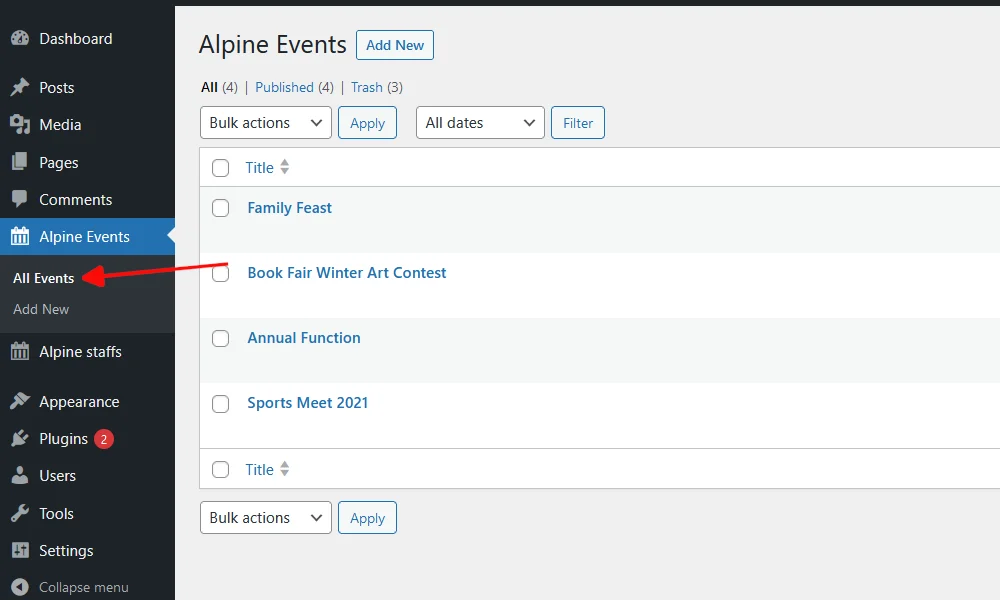 Dashboard
Posts
Media
Pages
Comments
Alpine Events
All Events
Add New
Alpine staffs
Appearance
Plugins 2
Users
Tools
Settings
Collapse menu
Alpine Events Add New
All (4) | Published (4) | Trash (3)
Bulk actions Apply All dates Filter
Title
Family Feast
Book Fair Winter Art Contest
Annual Function
Sports Meet 2021
Title
Bulk actions Apply